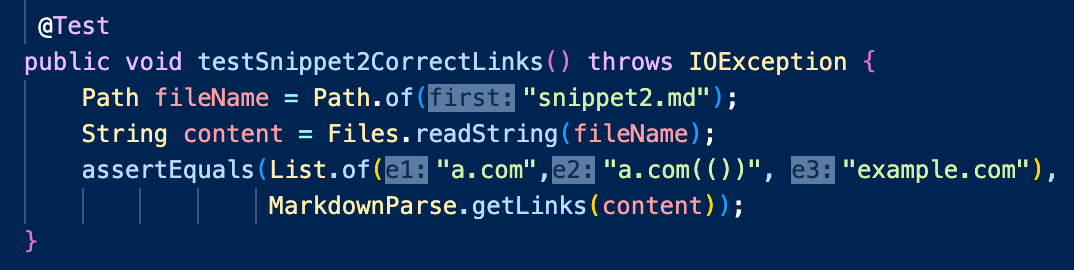 @Test
public void testSnippet2CorrectLinks() throws IOException {
Path fileName = Path.of(first: "snippet2.md");
String content = Files.readString(fileName);
assertEquals(List.of(e1: "a.com",e2: "a.com(())", e3: "example.com"),
MarkdownParse.getLinks(content));
}